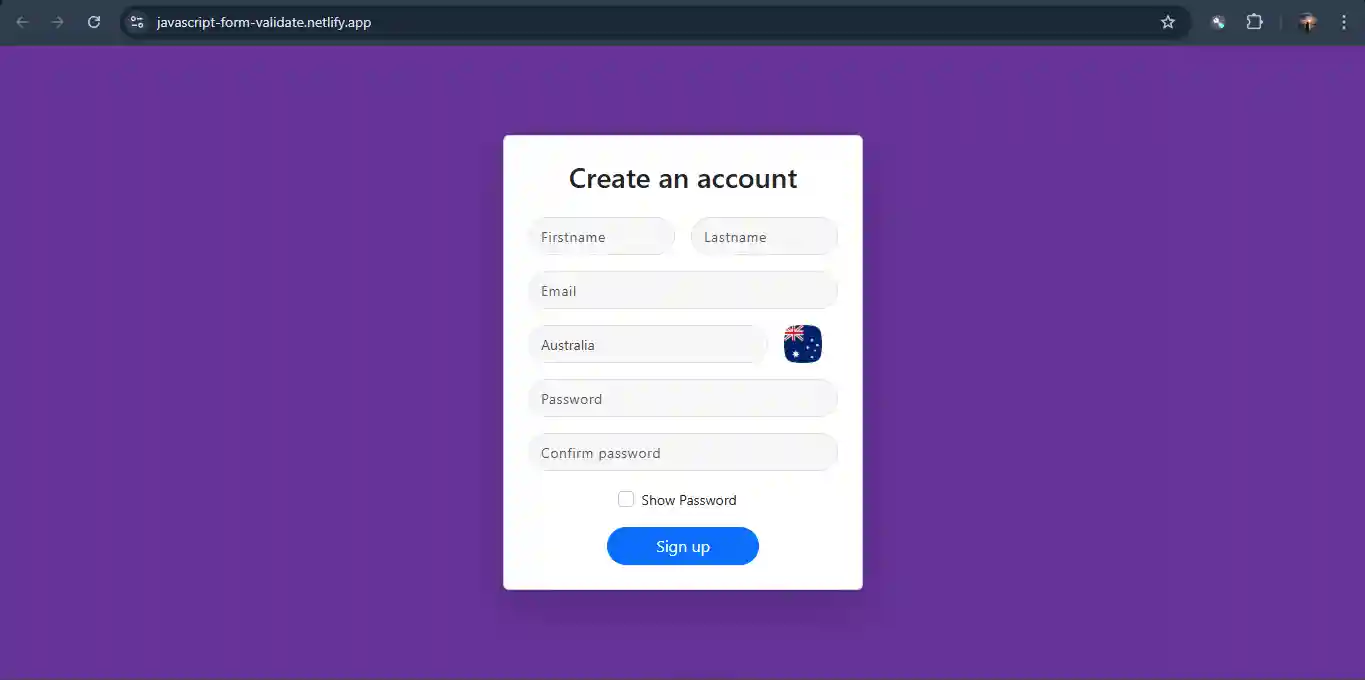 javascript-form-validate.netlify.app
Create an account
Firstname Lastname
Email
Australia
Password
Confirm password
Show Password
Sign up